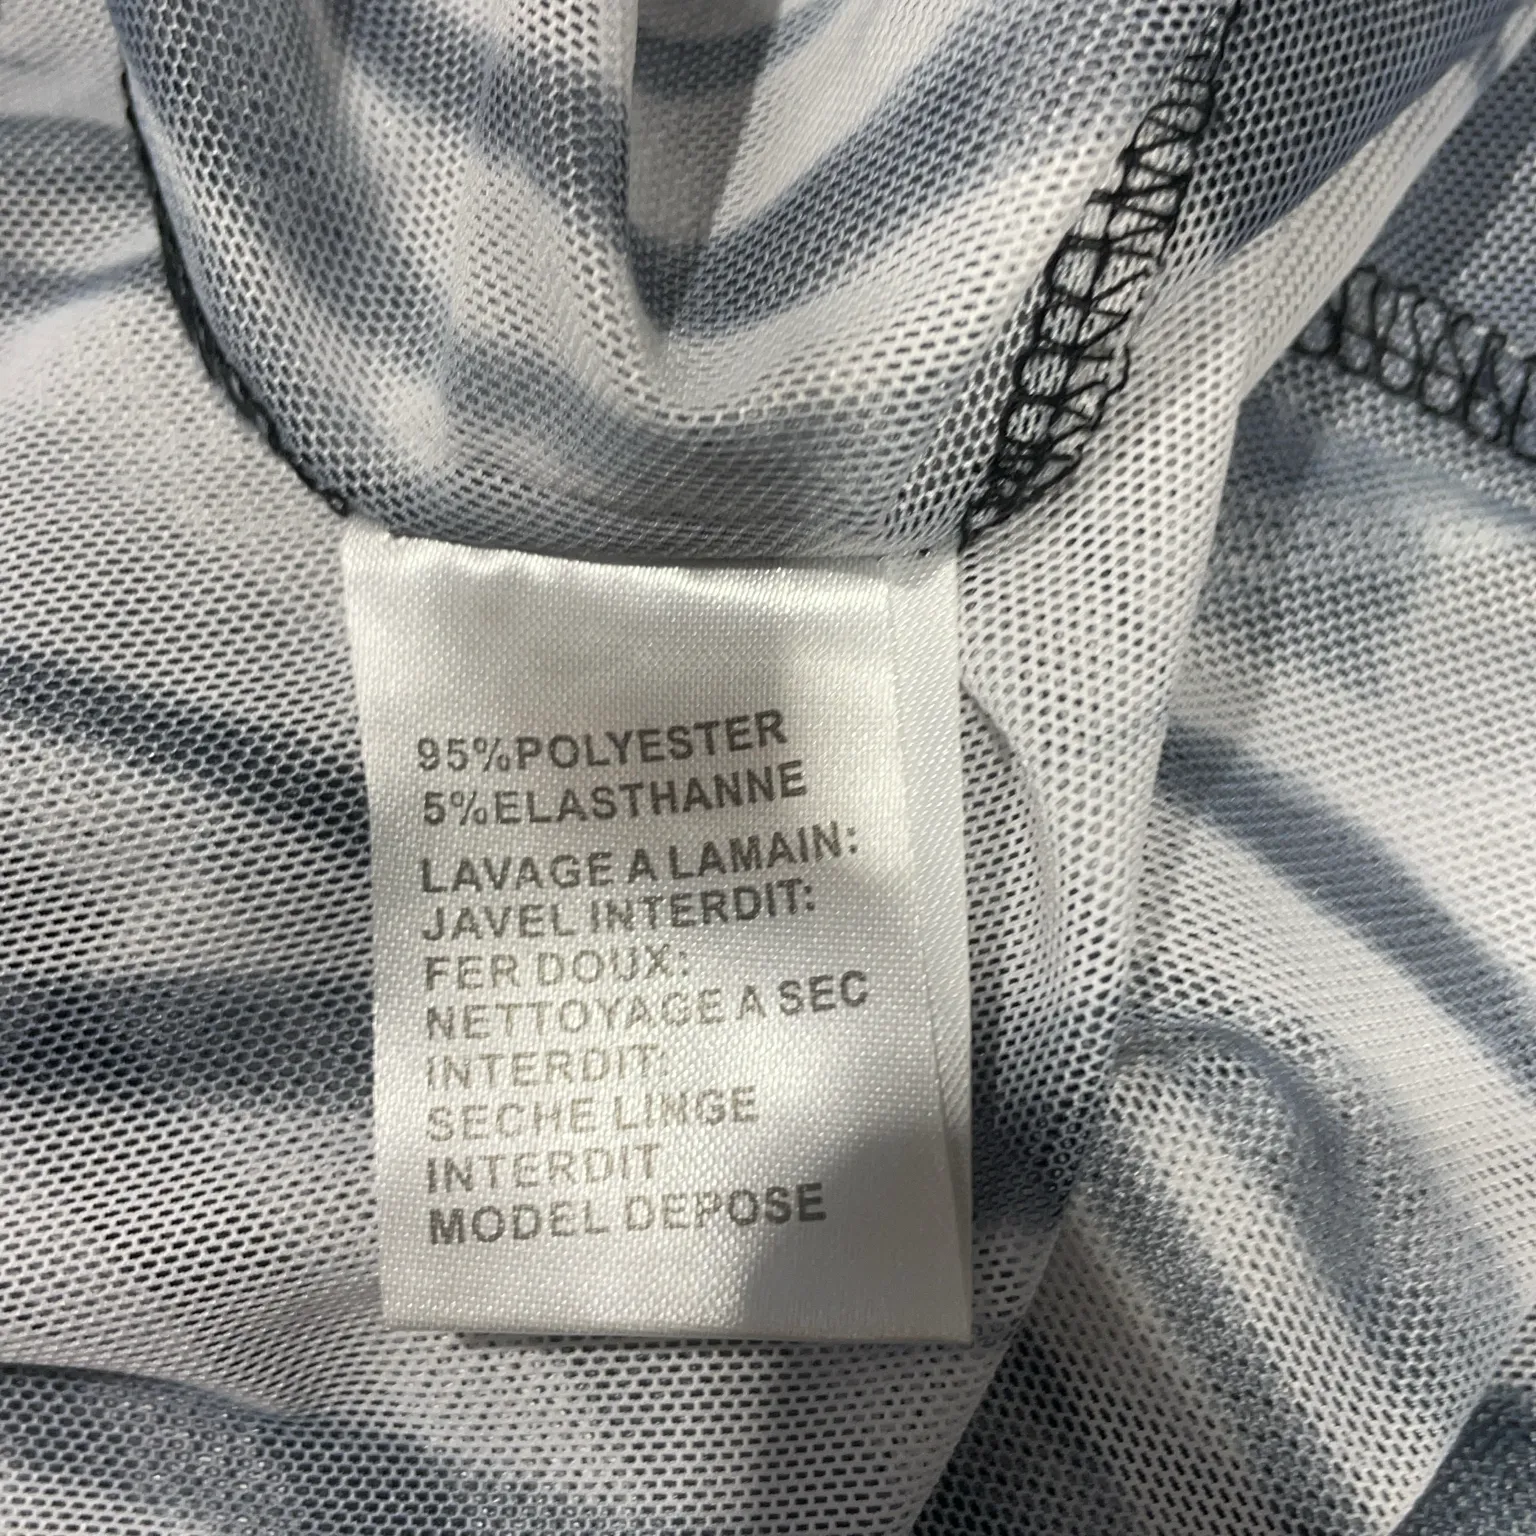 95%POLYESTER
5%ELASTHANNE
LAVAGE A LAMAIN:
JAVEL INTERDIT:
FER DOUX:
NETTOYAGE A SEC
INTERDIT:
SECHE LINGE
INTERDIT
MODEL DEPOSE